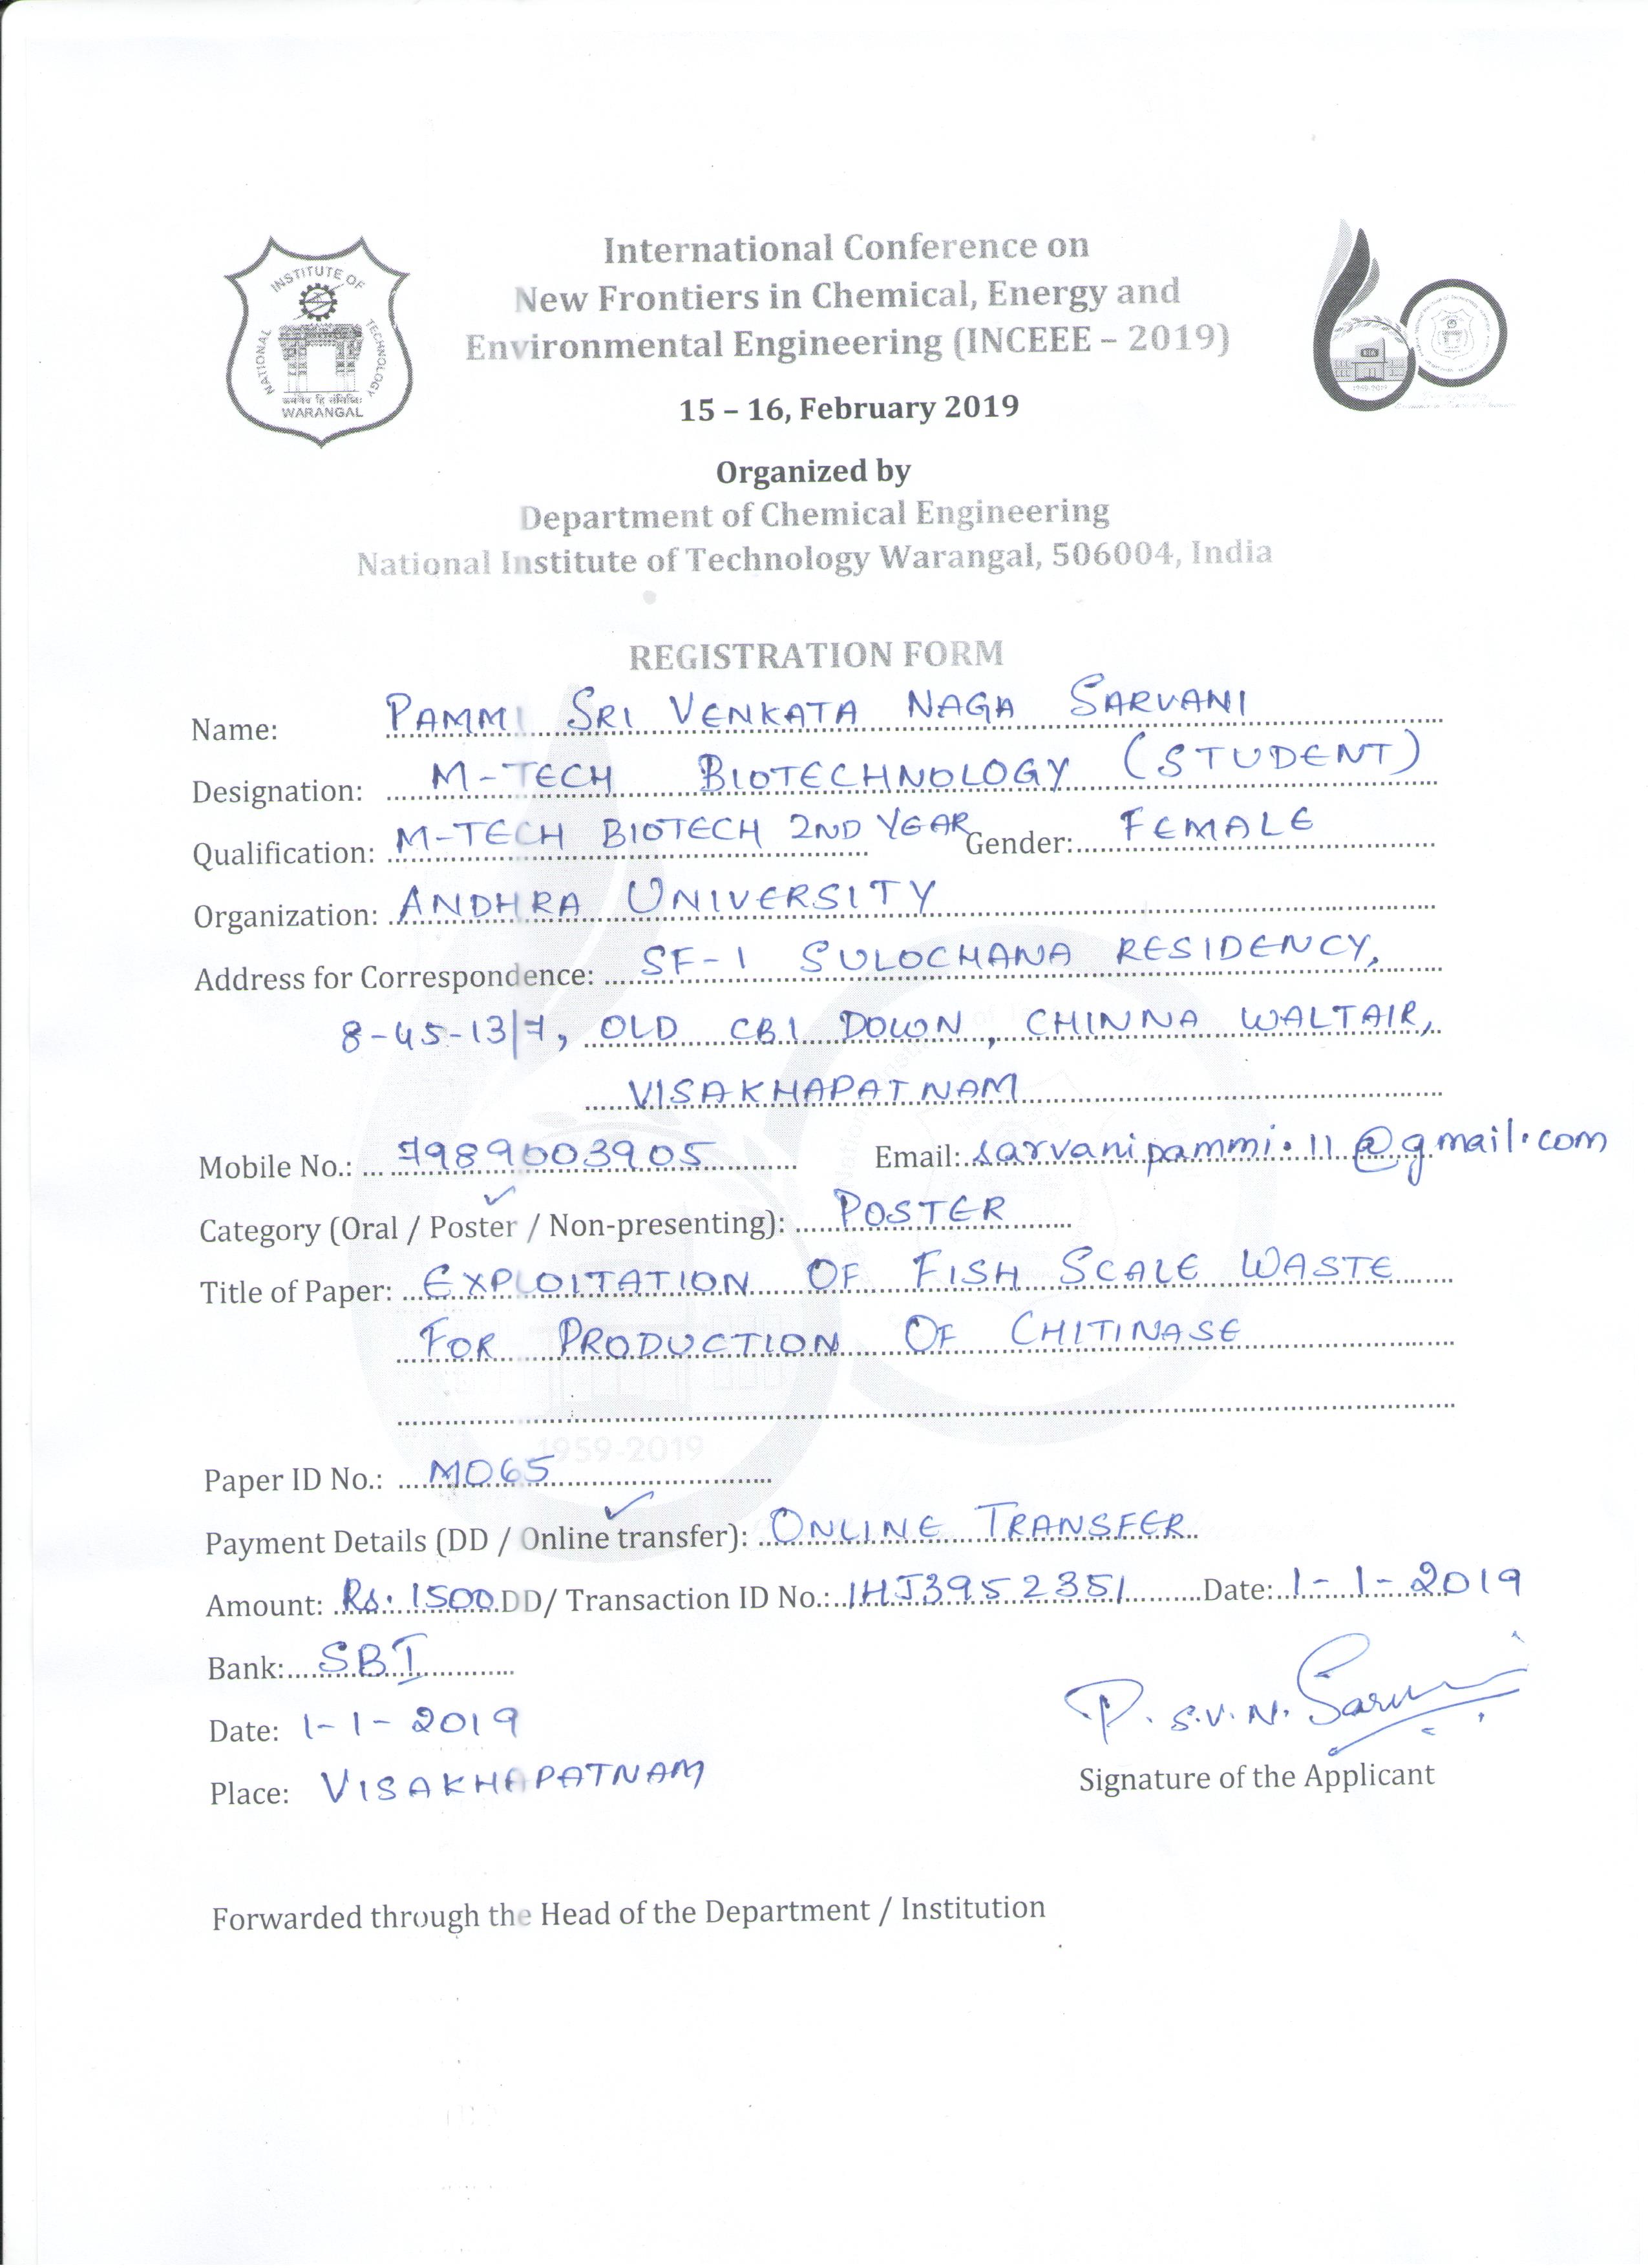 INSTITUTE OF
NATIONAL
TECHNOLOGY
WARANGAL
International Conference on
New Frontiers in Chemical, Energy and
Environmental Engineering (INCEEE – 2019)
15 – 16, February 2019
Organized by
Department of Chemical Engineering
National Institute of Technology Warangal, 506004, India
REGISTRATION FORM
Name: PAMMI SRI VENKATA NAGA SARVANI
Designation: M-TECH BIOTECHNOLOGY (STUDENT)
Qualification: M-TECH BIOTECH 2ND YEAR Gender: FEMALE
Organization: ANDHRA UNIVERSITY
Address for Correspondence: SF-1 SULOCHANA RESIDENCY,
8-45-13/7, OLD CBI DOWN, CHINNA WALTAIR,
VISAKHAPATNAM
Mobile No.: 7989003905 Email: sarvanipammi.11@gmail.com
Category (Oral / Poster / Non-presenting): POSTER
Title of Paper: EXPLOITATION OF FISH SCALE WASTE
FOR PRODUCTION OF CHITINASE
1959-2019
Paper ID No.: MO65
Payment Details (DD / Online transfer): ONLINE TRANSFER
Amount: Rs. 1500 DD/ Transaction ID No.: IHJ3952351 Date: 1-1-2019
Bank: SBI
Date: 1-1-2019
Place: VISAKHAPATNAM
P. S.V.N. Sarvani
Signature of the Applicant
Forwarded through the Head of the Department / Institution